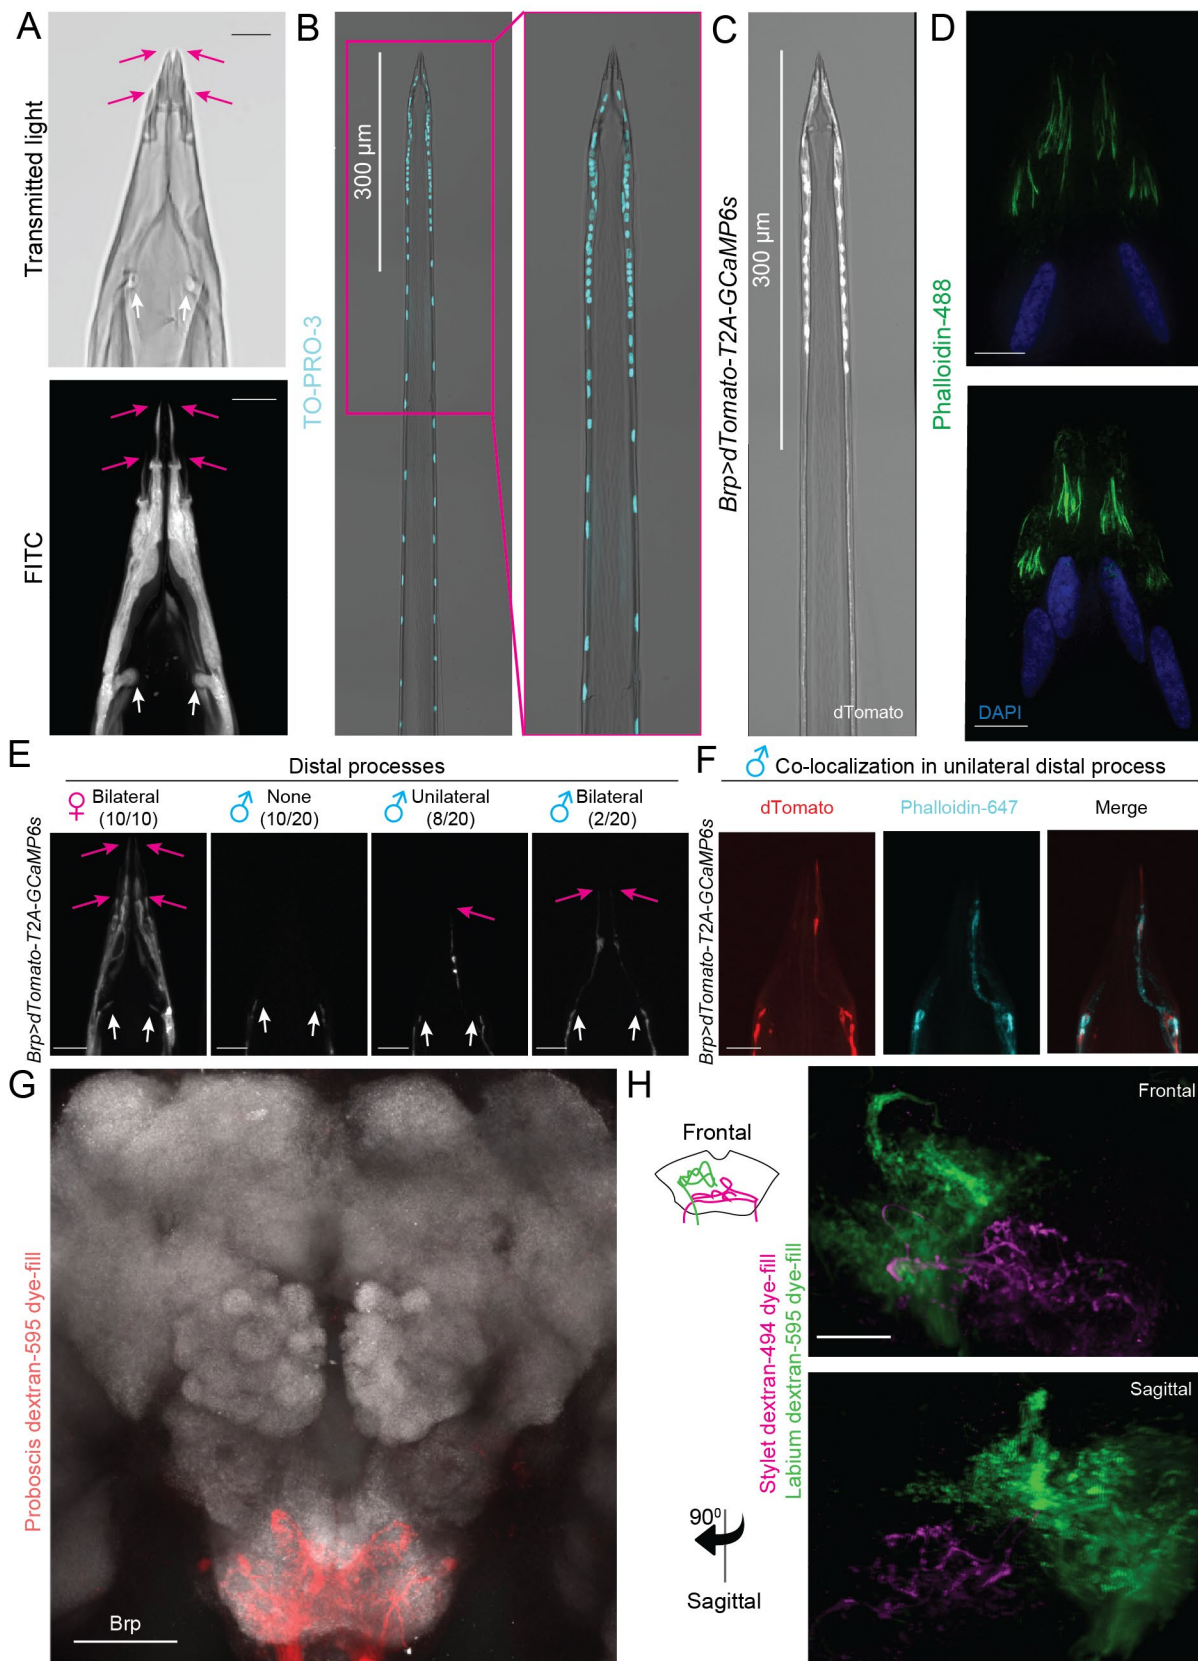 A
Transmitted light
FITC
B
TO-PRO-3
300 µm
C
Brp>dTomato-T2A-GCaMP6s
300 µm
dTomato
D
Phalloidin-488
DAPI
E
Distal processes
♀ Bilateral
(10/10)
♂ None
(10/20)
♂ Unilateral
(8/20)
♂ Bilateral
(2/20)
Brp>dTomato-T2A-GCaMP6s
F
♂ Co-localization in unilateral distal process
dTomato
Phalloidin-647
Merge
Brp>dTomato-T2A-GCaMP6s
G
Proboscis dextran-595 dye-fill
Brp
H
Frontal
Stylet dextran-494 dye-fill
Labium dextran-595 dye-fill
90⁰
Sagittal
Frontal
Sagittal